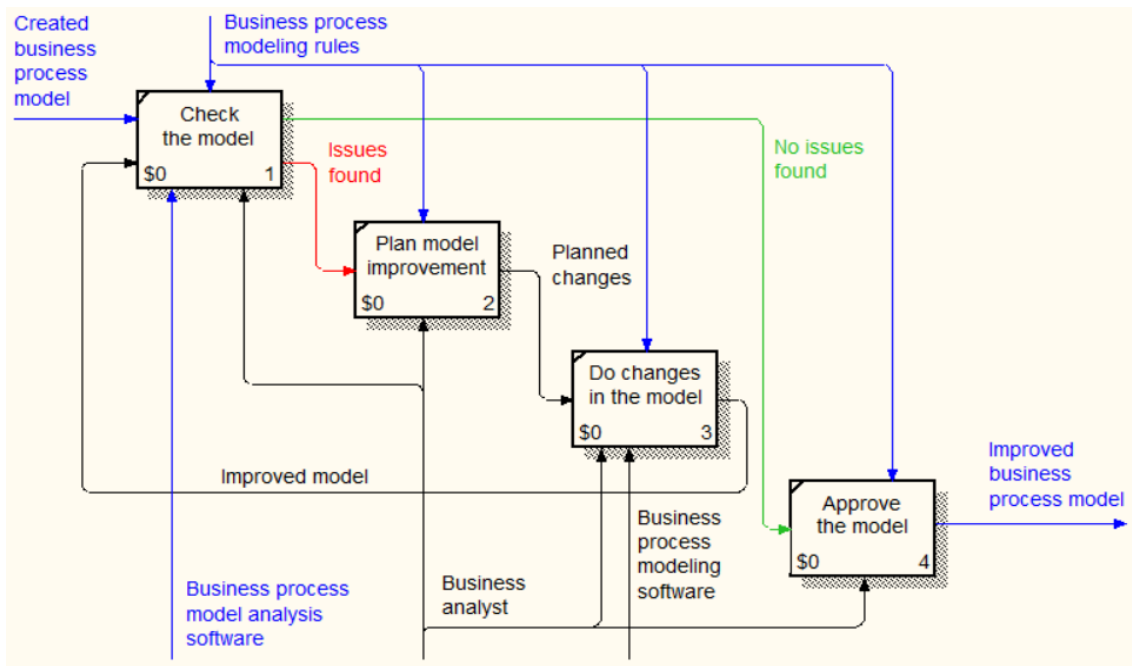 Created
business
process
model
Business process
modeling rules
Check
the model
$0 1
Issues
found
No issues
found
Plan model
improvement
$0 2
Planned
changes
Do changes
in the model
$0 3
Improved model
Improved
business
process model
Approve
the model
$0 4
Business
process
modeling
software
Business
analyst
Business process
model analysis
software